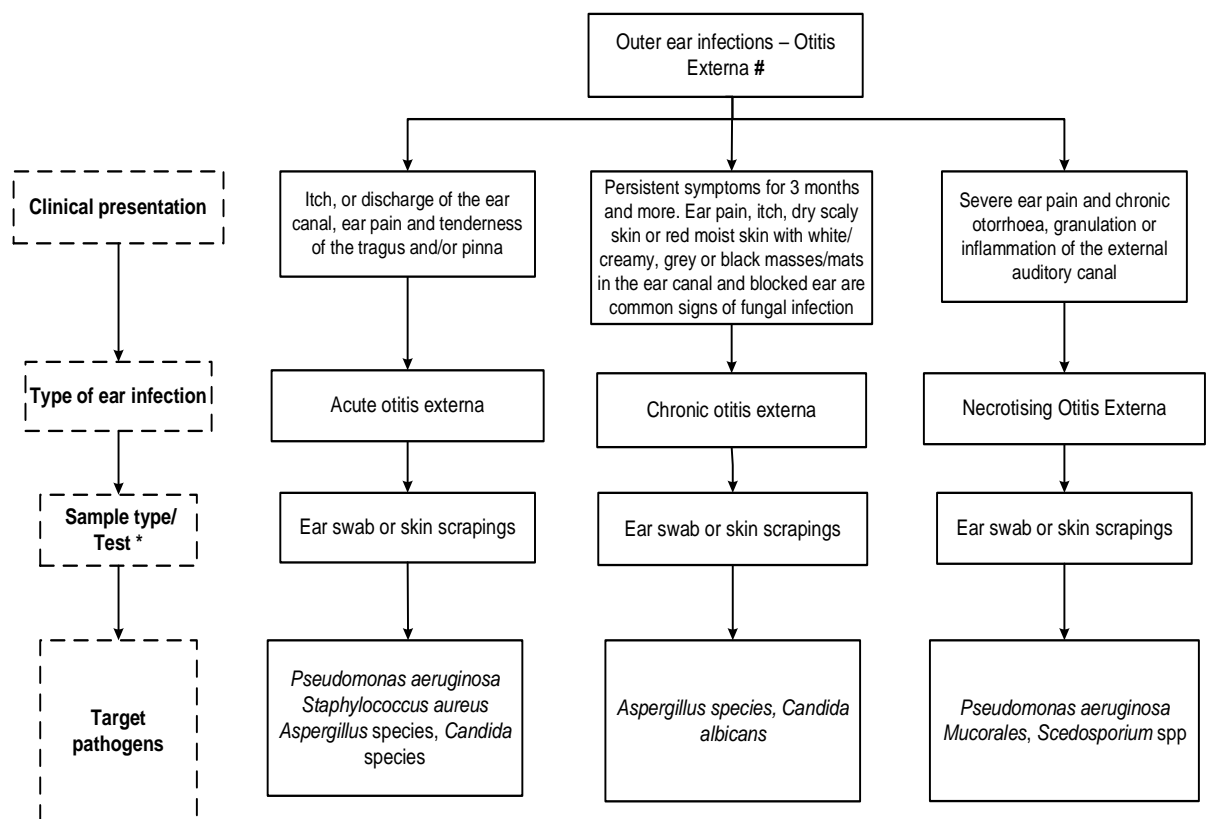 Outer ear infections – Otitis
Externa #
Clinical presentation
Itch, or discharge of the ear
canal, ear pain and tenderness
of the tragus and/or pinna
Persistent symptoms for 3 months
and more. Ear pain, itch, dry scaly
skin or red moist skin with white/
creamy, grey or black masses/mats
in the ear canal and blocked ear are
common signs of fungal infection
Severe ear pain and chronic
otorrhoea, granulation or
inflammation of the external
auditory canal
Type of ear infection
Acute otitis externa
Chronic otitis externa
Necrotising Otitis Externa
Sample type/
Test *
Ear swab or skin scrapings
Ear swab or skin scrapings
Ear swab or skin scrapings
Target
pathogens
Pseudomonas aeruginosa
Staphylococcus aureus
Aspergillus species, Candida
species
Aspergillus species, Candida
albicans
Pseudomonas aeruginosa
Mucorales, Scedosporium spp